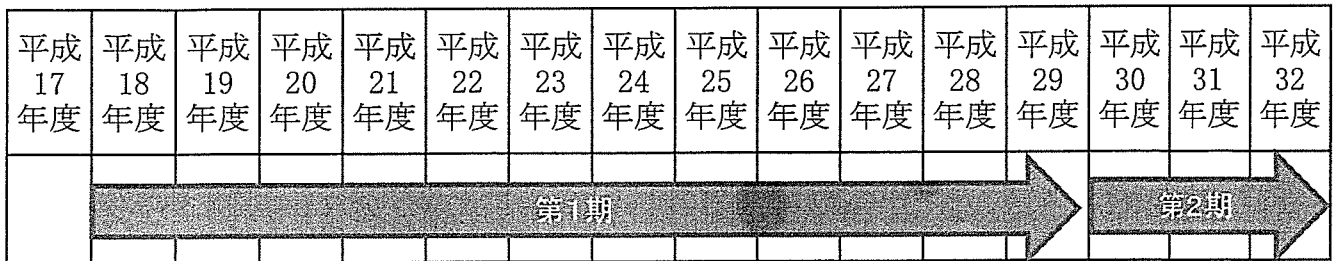 平成 平成 平成 平成 平成 平成 平成 平成 平成 平成 平成 平成 平成 平成 平成 平成
17 18 19 20 21 22 23 24 25 26 27 28 29 30 31 32
年度 年度 年度 年度 年度 年度 年度 年度 年度 年度 年度 年度 年度 年度 年度 年度
第1期 第2期